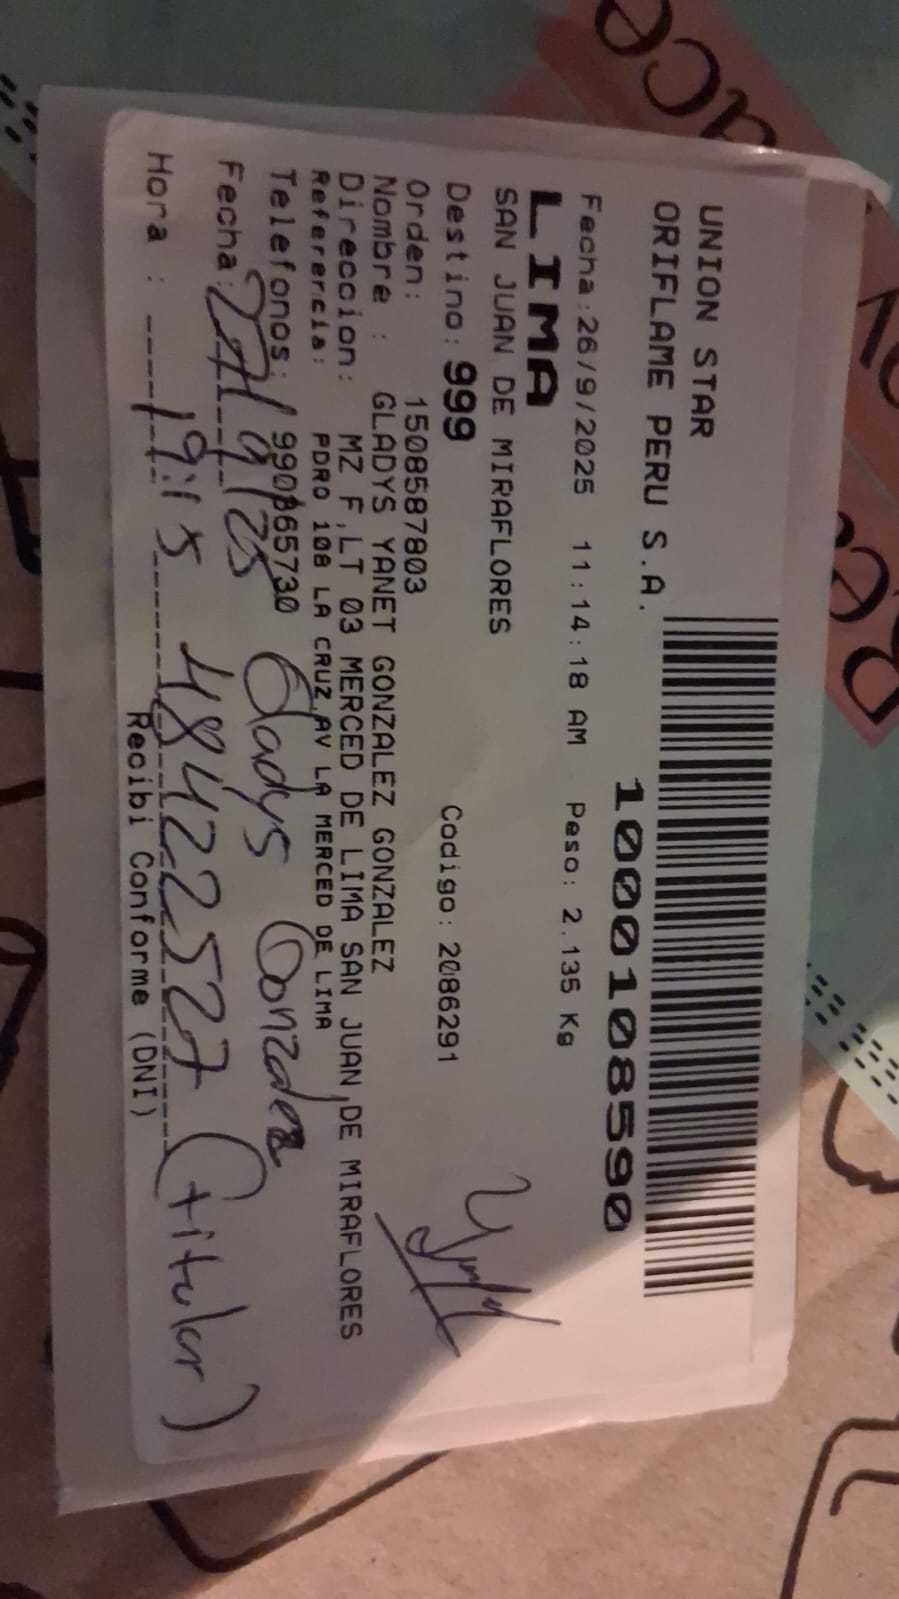 UNION STAR
ORIFLAME PERU S.A.
1000108590
Fecha:26/9/2025 11:14:18 AM Peso: 2.135 Kg
LIMA
SAN JUAN DE MIRAFLORES
Destino: 999 Codigo: 2086291
Orden: 1508587803
Nombre : GLADYS YANET GONZALEZ GONZALEZ
Direccion: MZ F LT 03 MERCED DE LIMA SAN JUAN DE MIRAFLORES
Referencia: PDRO 108 LA CRUZ AV LA MERCED DE LIMA
Telefonos: 990865730 Gladys Gonzales
Fecha: 27/9/25
48422527 (titular)
Hora : 19:15 Recibi Conforme (DNI)